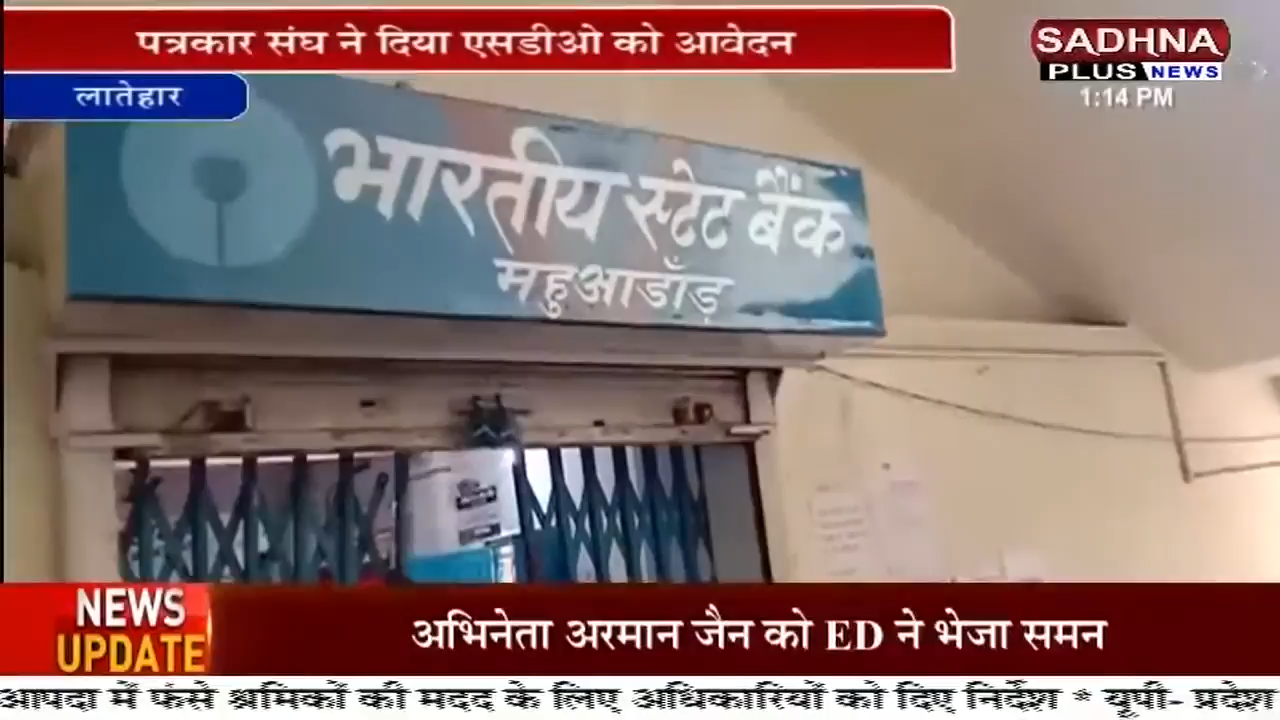 पत्रकार संघ ने दिया एसडीओ को आवेदन
SADHNA
PLUS NEWS
1:14 PM
लातेहार
भारतीय स्टेट बैंक
महुआडाँड़
NEWS
UPDATE
अभिनेता अरमान जैन को ED ने भेजा समन
आपदा में फंसे श्रमिकों की मदद के लिए अधिकारियों को दिए निर्देश * यूपी- प्रदेश